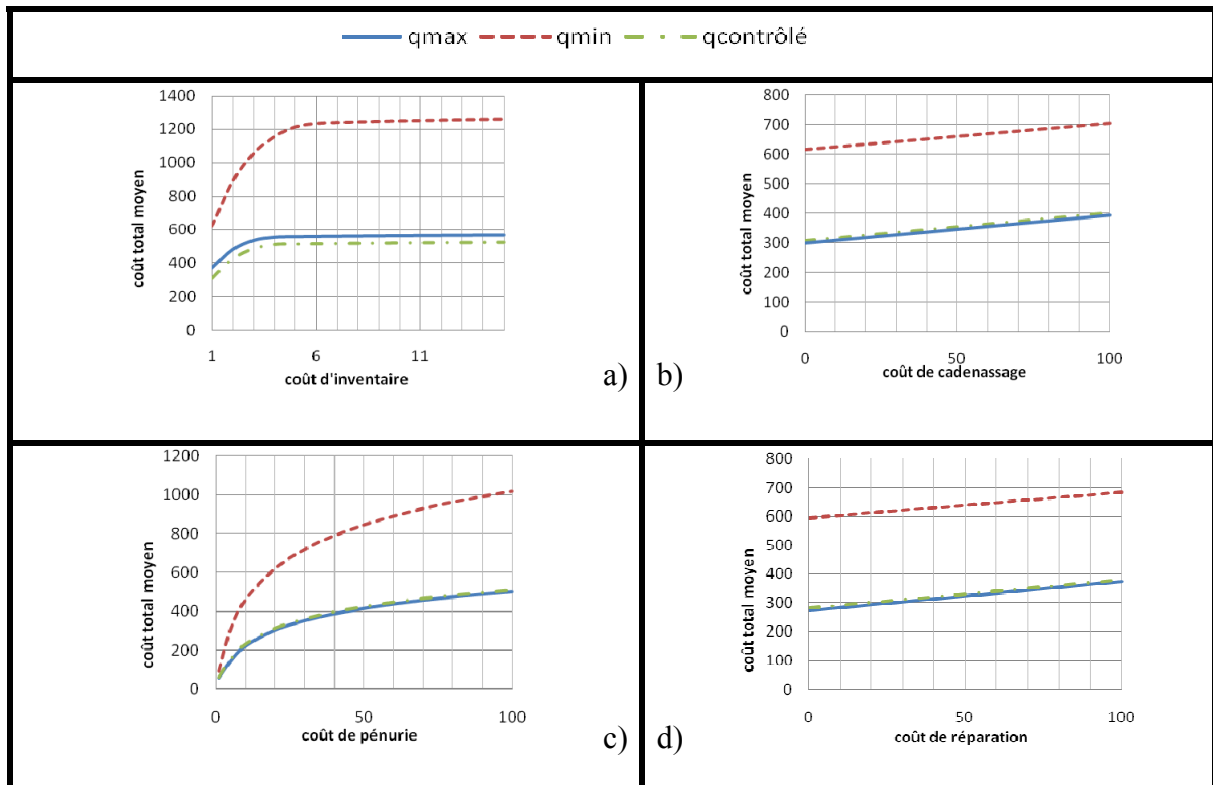 qmax qmin qcontrôlé
1400
1200
1000
800
600
400
200
0
coût total moyen
1 6 11
coût d'inventaire
a)
800
700
600
500
400
300
200
100
0
coût total moyen
0 50 100
coût de cadenassage
b)
1200
1000
800
600
400
200
0
coût total moyen
0 50 100
coût de pénurie
c)
800
700
600
500
400
300
200
100
0
coût total moyen
0 50 100
coût de réparation
d)